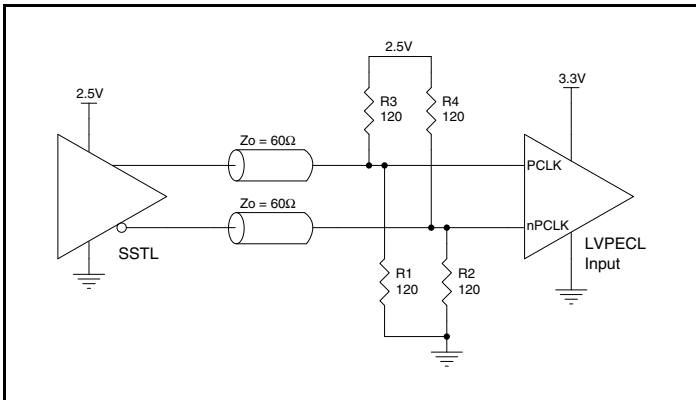 2.5V
2.5V
3.3V
R3
120
R4
120
Zo = 60Ω
PCLK
Zo = 60Ω
nPCLK
SSTL
LVPECL
Input
R1
120
R2
120